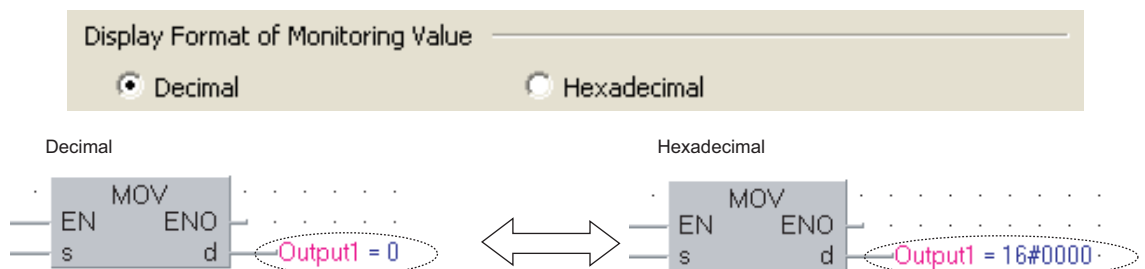 Display Format of Monitoring Value
Decimal Hexadecimal
Decimal Hexadecimal
MOV MOV
EN ENO EN ENO
s d Output1 = 0 s d Output1 = 16#0000